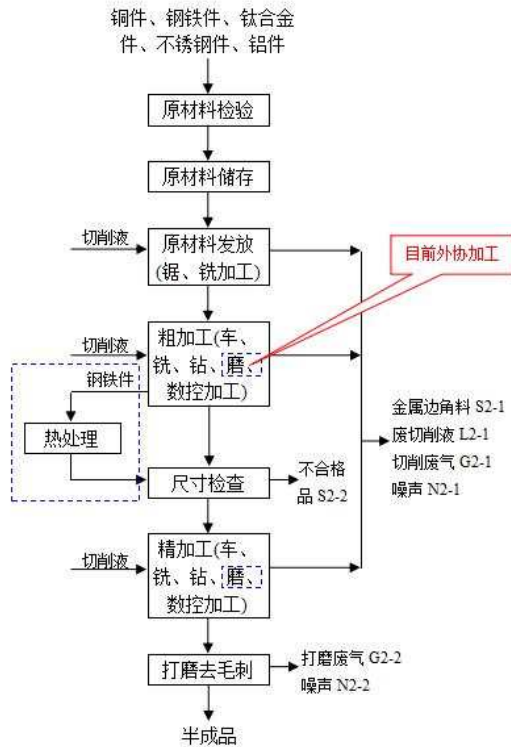 铜件、钢铁件、钛合金
件、不锈钢件、铝件
原材料检验
原材料储存
切削液
原材料发放
(锯、铣加工)
目前外协加工
切削液
粗加工(车、
铣、钻、磨、
数控加工)
钢铁件
热处理
金属边角料 S2-1
废切削液 L2-1
切削废气 G2-1
噪声 N2-1
尺寸检查
不合格
品 S2-2
切削液
精加工(车、
铣、钻、磨、
数控加工)
打磨去毛刺
打磨废气 G2-2
噪声 N2-2
半成品